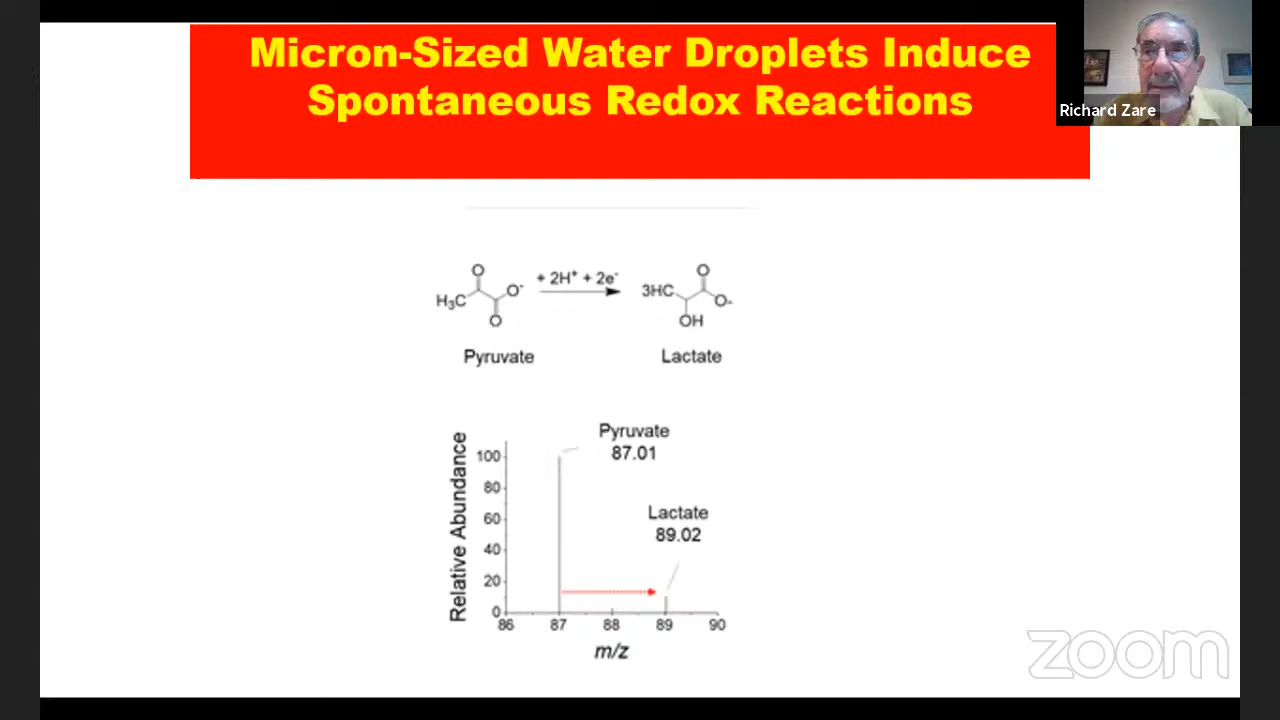 Micron-Sized Water Droplets Induce
Spontaneous Redox Reactions
Richard Zare
O
+ 2H⁺ + 2e⁻
O
H₃C
O⁻
3HC
O-
O
OH
Pyruvate
Lactate
Pyruvate
87.01
Lactate
89.02
Relative Abundance
100
80
60
40
20
0
86
87
88
89
90
m/z
zoom